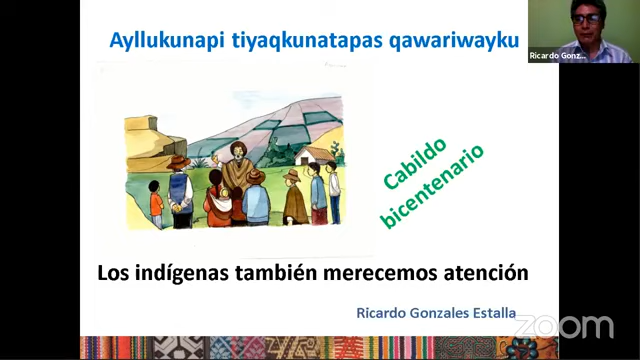 Ayllukunapi tiyaqkunatapas qawariwayku
Ricardo Gonz...
Cabildo
bicentenario
Los indígenas también merecemos atención
Ricardo Gonzales Estalla
zoom